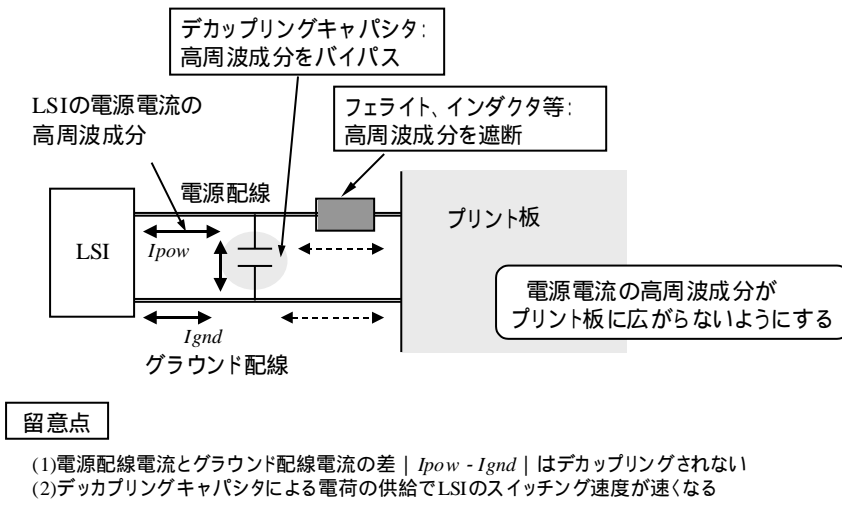 デカップリングキャパシタ:
高周波成分をバイパス
LSIの電源電流の
高周波成分
フェライト、インダクタ等:
高周波成分を遮断
電源配線
プリント板
LSI
Ipow
電源電流の高周波成分が
プリント板に広がらないようにする
Ignd
グラウンド配線
留意点
(1)電源配線電流とグラウンド配線電流の差 | Ipow - Ignd | はデカップリングされない
(2)デッカプリングキャパシタによる電荷の供給でLSIのスイッチング速度が速くなる